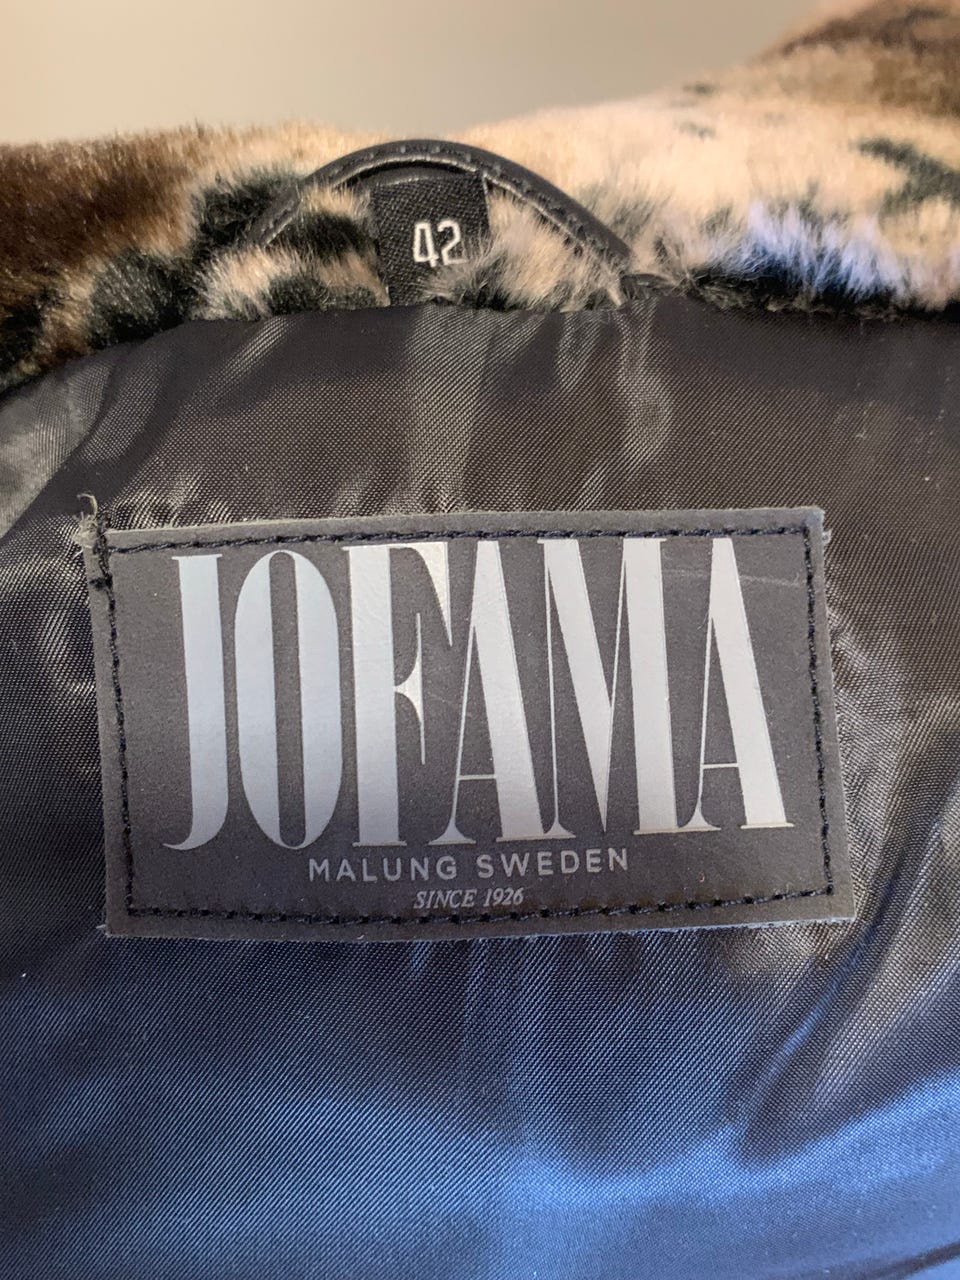 42
JOFAMA
MALUNG SWEDEN
SINCE 1926